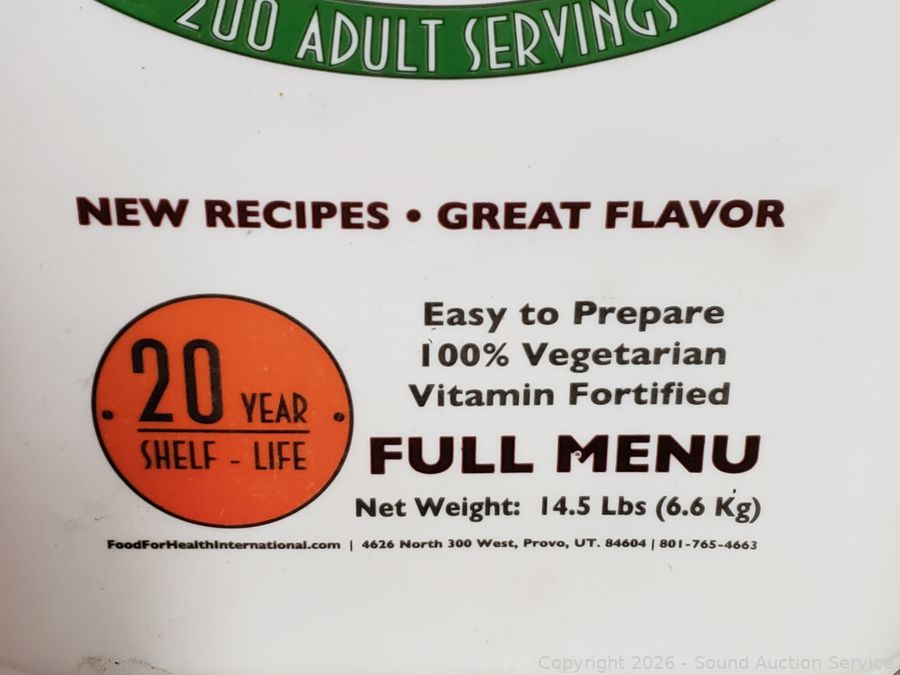 200 ADULT SERVINGS
NEW RECIPES • GREAT FLAVOR
Easy to Prepare
100% Vegetarian
Vitamin Fortified
20 YEAR
SHELF - LIFE
FULL MENU
Net Weight: 14.5 Lbs (6.6 Kg)
FoodForHealthInternational.com | 4626 North 300 West, Provo, UT. 84604 | 801-765-4663
Copyright 2026 - Sound Auction Service